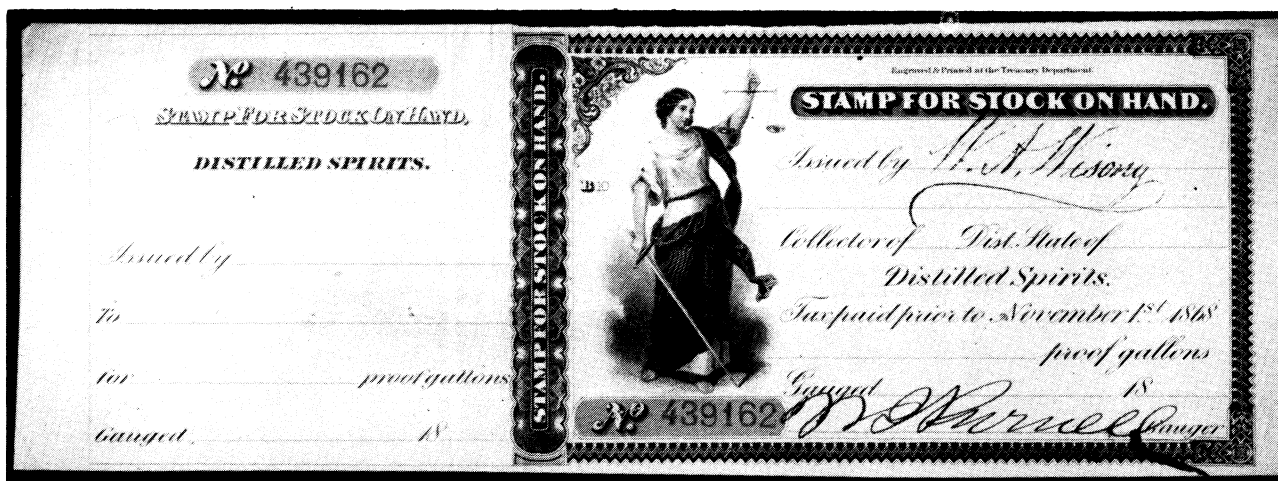 No 439162
STAMP FOR STOCK ON HAND,
DISTILLED SPIRITS.
Issued by
To
For proof gallons
Gauged 18
STAMP FOR STOCK ON HAND.
Engraved & Printed at the Treasury Department.
STAMP FOR STOCK ON HAND.
Issued by W. A. Wisong
Collector of Dist. State of
Distilled Spirits.
Tax paid prior to November 1st 1868
proof gallons
Gauged 18
No 439162
Gauger